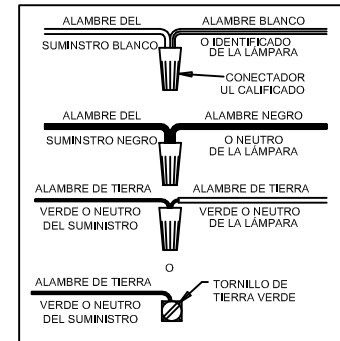 ALAMBRE DEL ALAMBRE BLANCO
SUMINSTRO BLANCO O IDENTIFICADO
DE LA LÁMPARA
CONECTADOR
UL CALIFICADO
ALAMBRE DEL ALAMBRE NEGRO
SUMINSTRO NEGRO O NEUTRO
DE LA LÁMPARA
ALAMBRE DE TIERRA ALAMBRE DE TIERRA
VERDE O NEUTRO VERDE O NEUTRO
DEL SUMINISTRO DE LA LÁMPARA
O
ALAMBRE DE TIERRA TORNILLO DE
VERDE O NEUTRO TIERRA VERDE
DEL SUMINISTRO